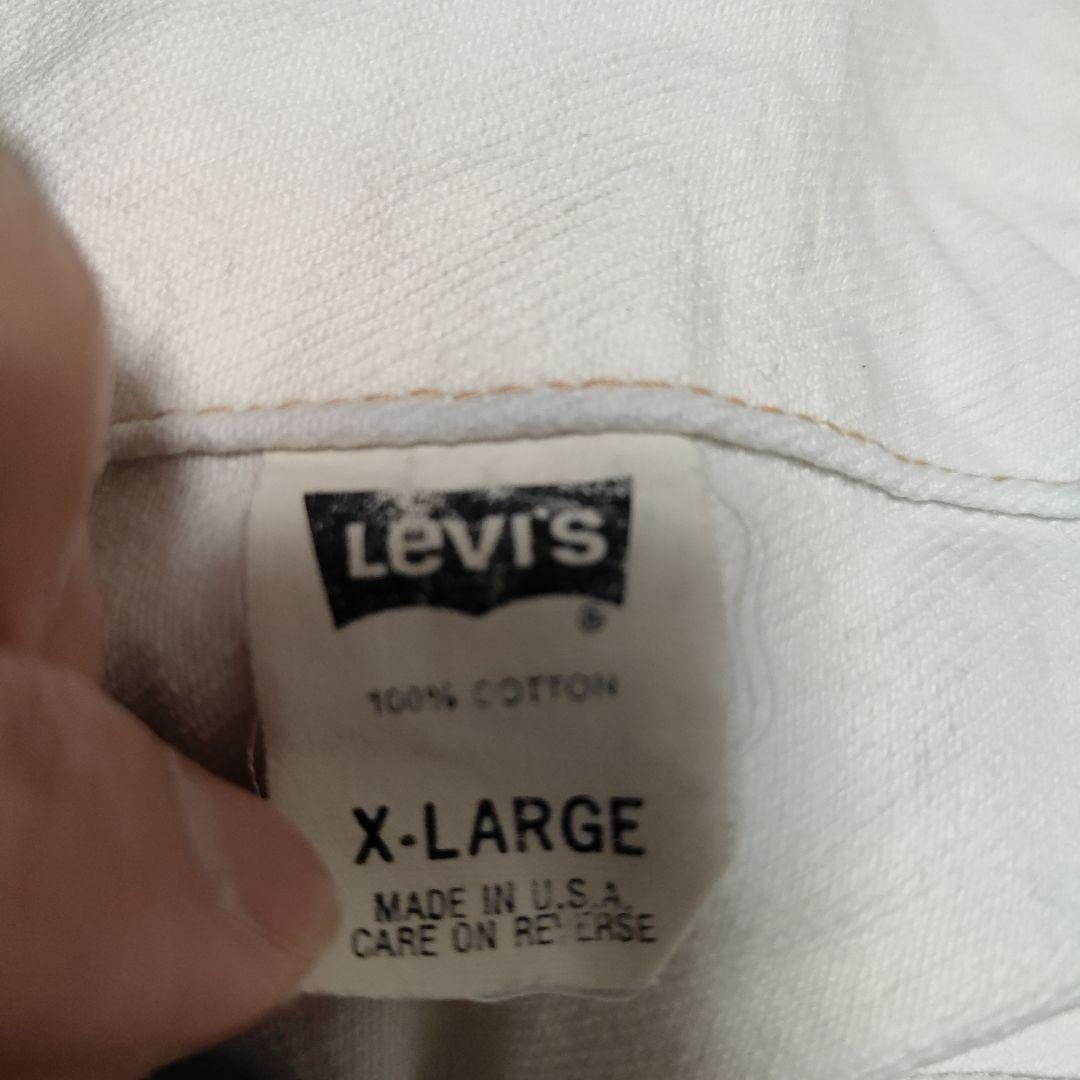 Levi's
®
100% COTTON
X-LARGE
MADE IN U.S.A.
CARE ON REVERSE